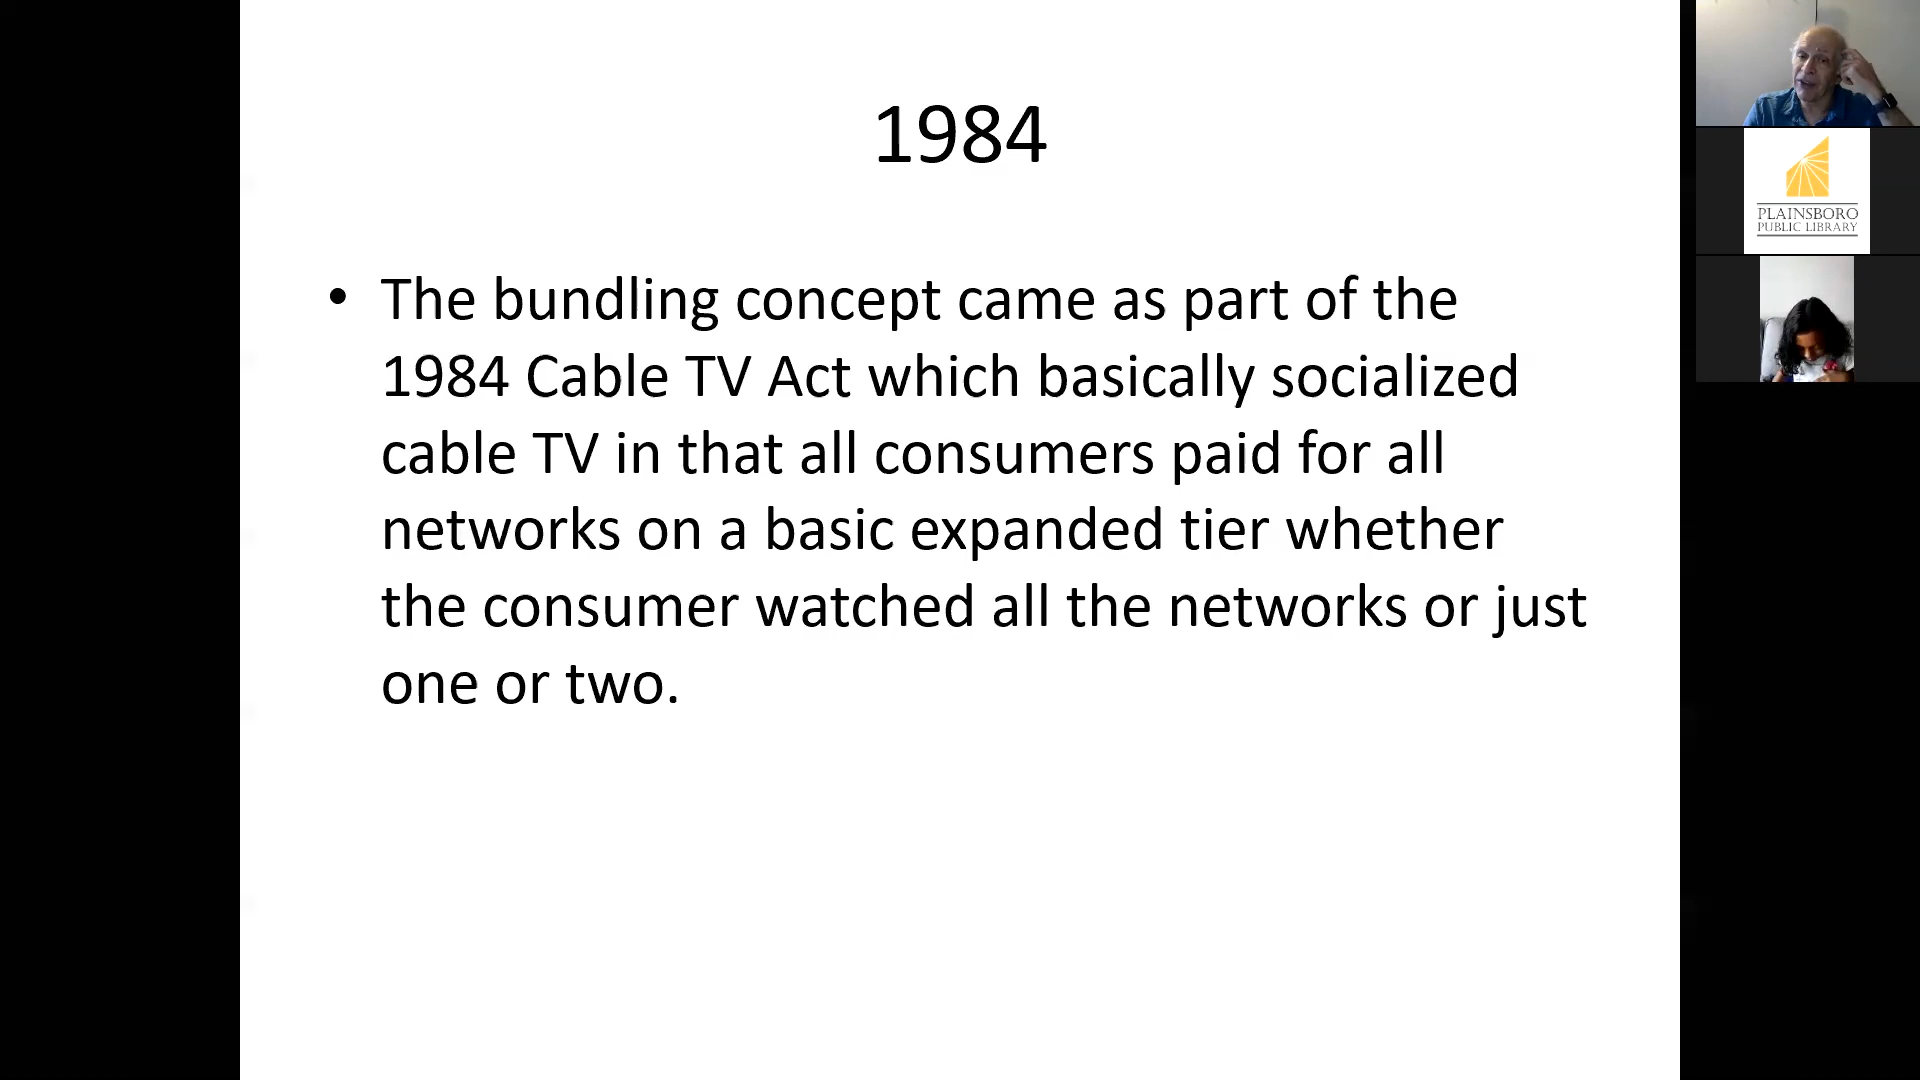 1984
• The bundling concept came as part of the
1984 Cable TV Act which basically socialized
cable TV in that all consumers paid for all
networks on a basic expanded tier whether
the consumer watched all the networks or just
one or two.
PLAINSBORO
PUBLIC LIBRARY